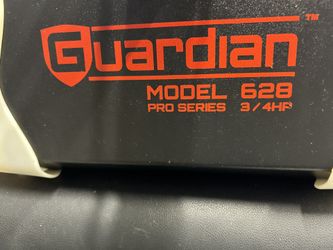 Guardian™
MODEL 628
PRO SERIES 3/4HP